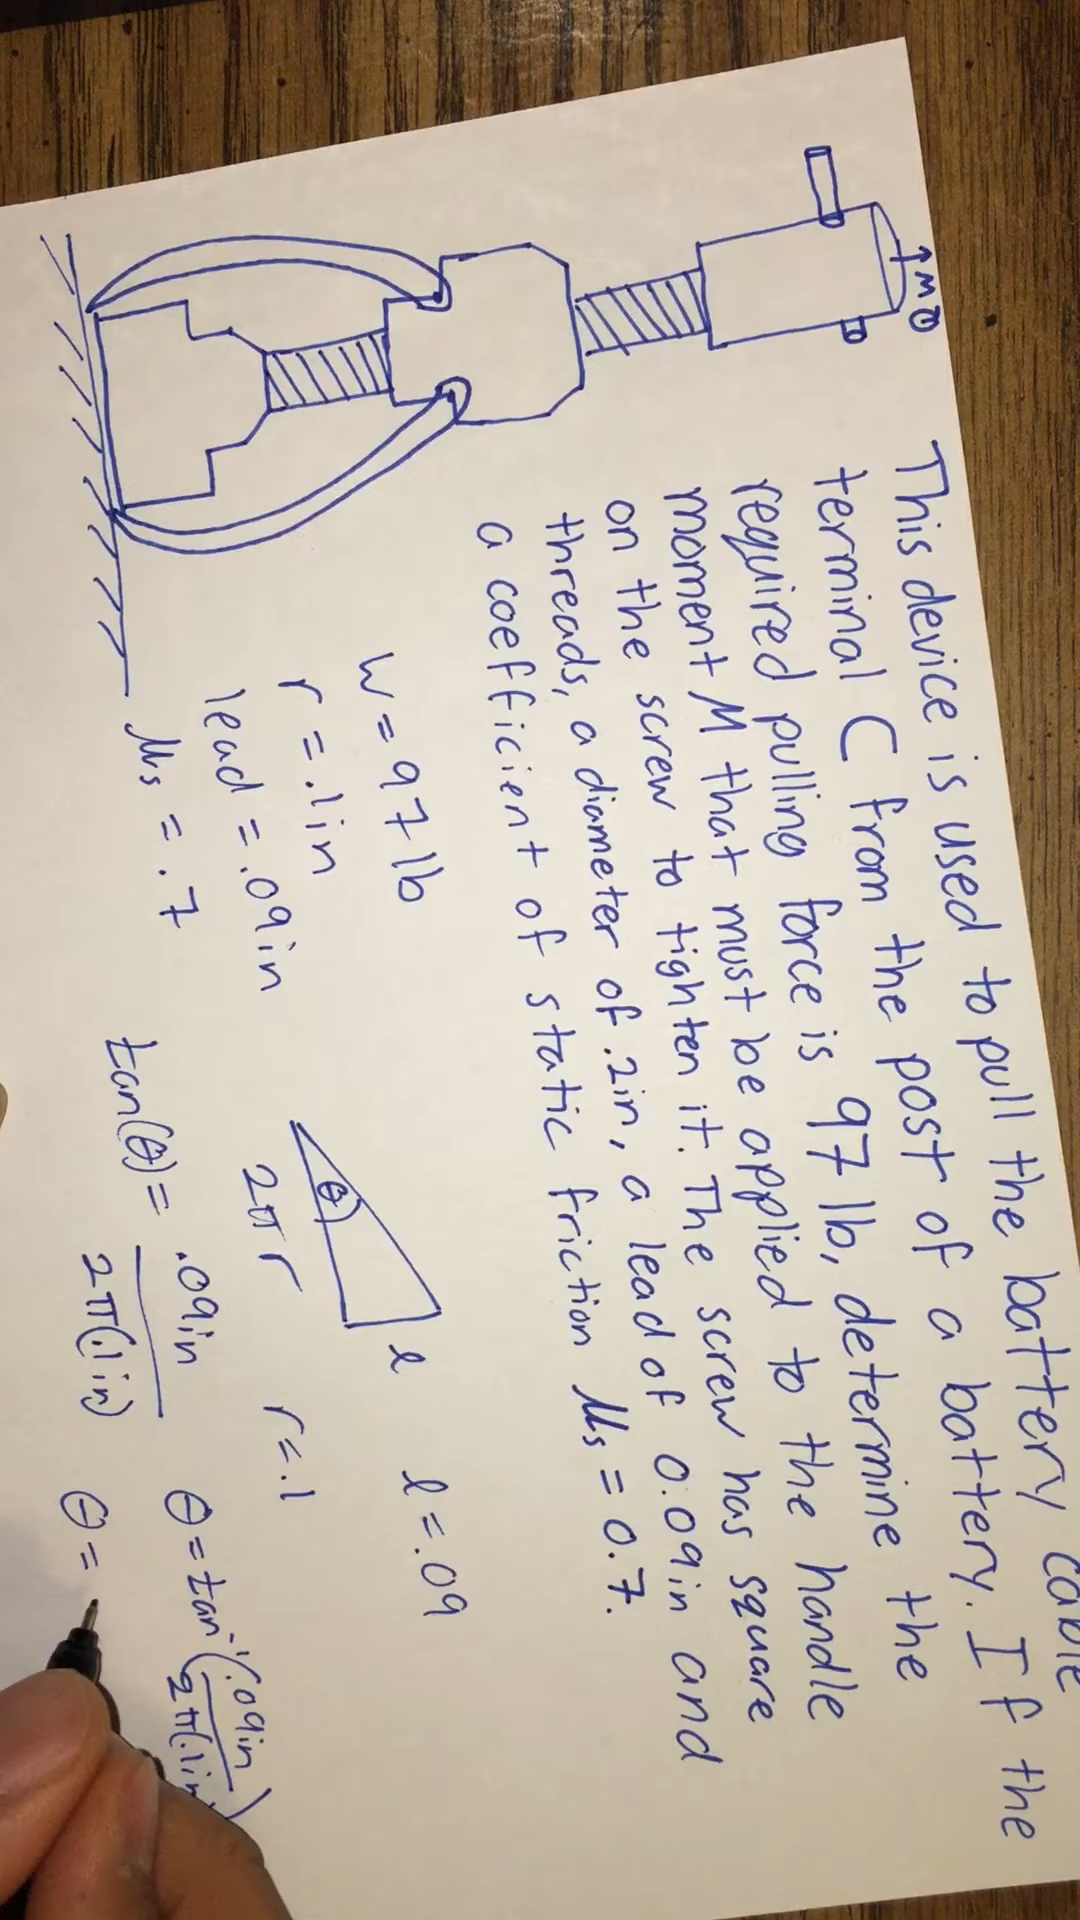 M
This device is used to pull the battery cable
terminal C from the post of a battery. If the
required pulling force is 97 lb, determine the
moment M that must be applied to the handle
on the screw to tighten it. The screw has square
threads, a diameter of .2in, a lead of 0.09in and
a coefficient of static friction μs = 0.7.
W = 97 lb
r = .1in
lead = .09in
μs = .7
θ
l
2πr
l = .09
r = .1
tan(θ) = .09in / 2π(.1in)
θ = tan⁻¹(.09in / 2π(.1in
θ =